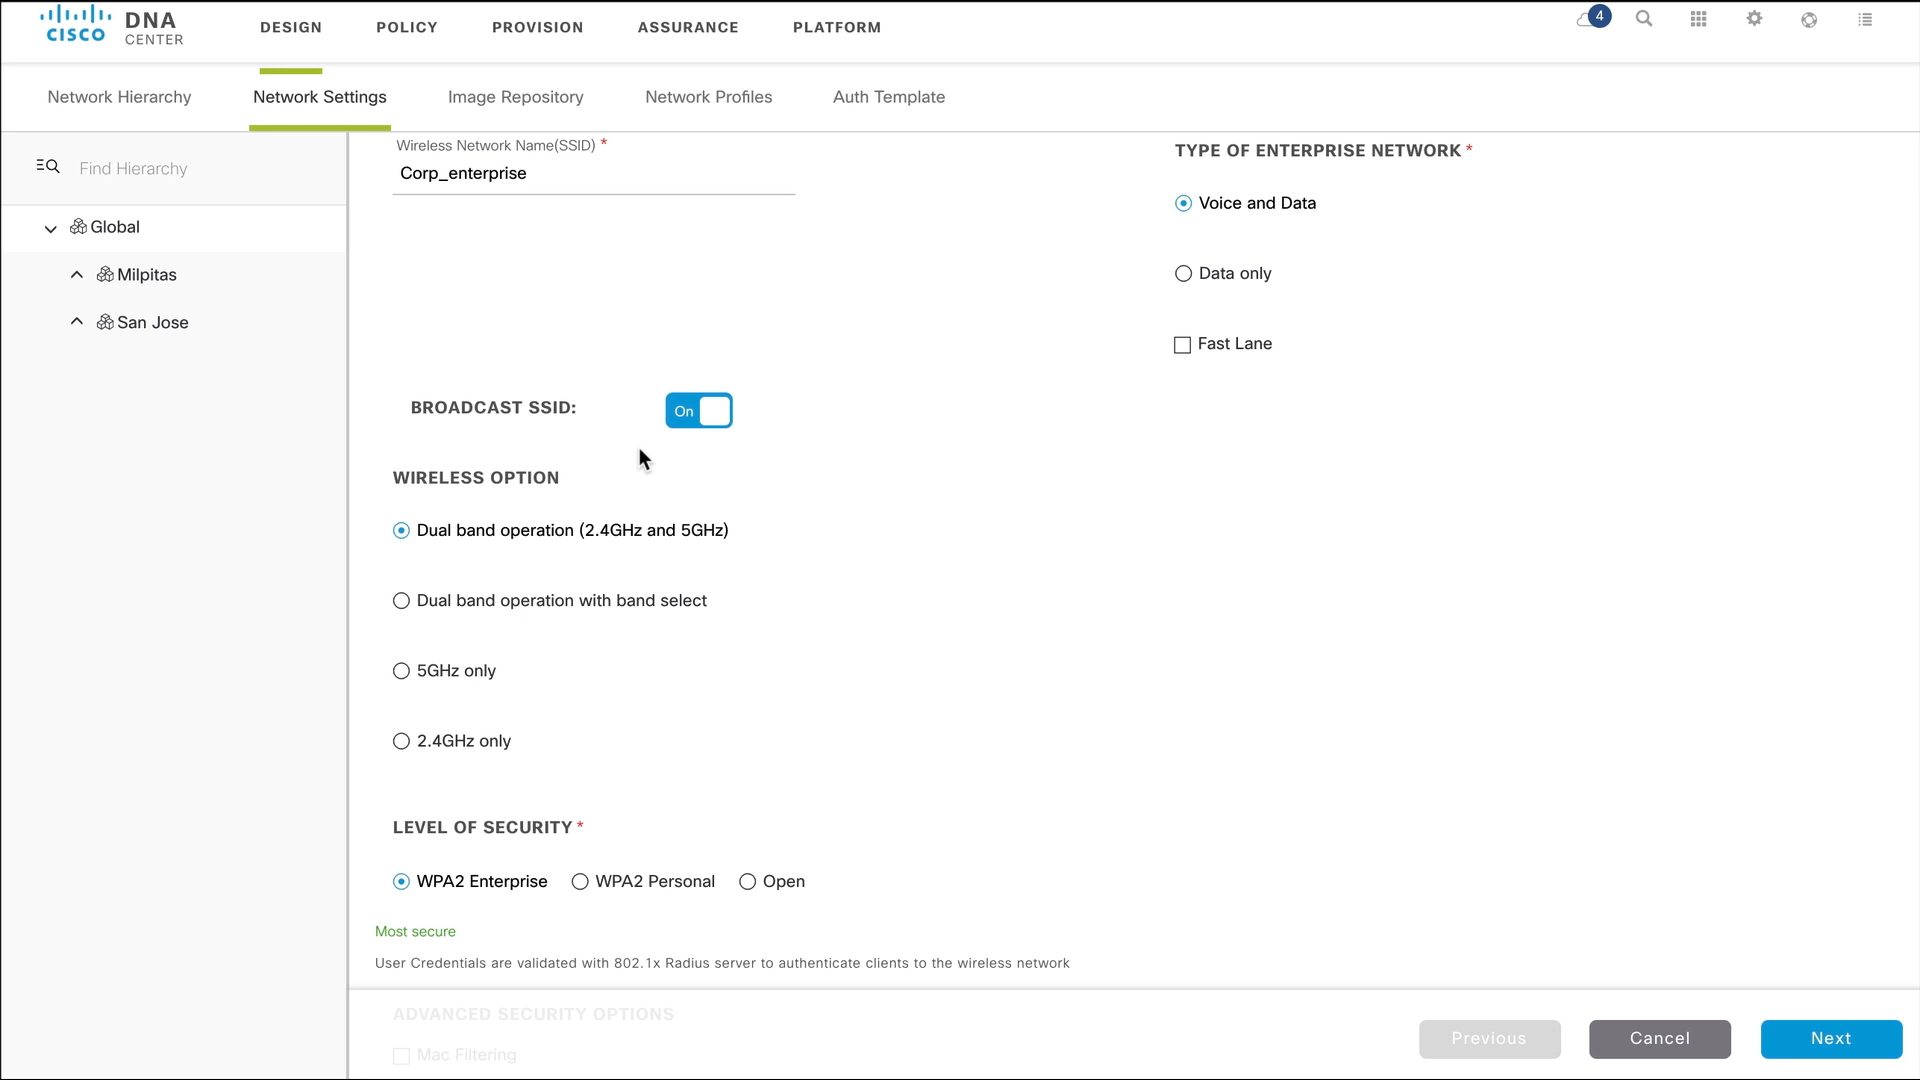 CISCO DNA CENTER
DESIGN POLICY PROVISION ASSURANCE PLATFORM
4
Network Hierarchy Network Settings Image Repository Network Profiles Auth Template
Find Hierarchy
Global
Milpitas
San Jose
Wireless Network Name(SSID) *
Corp_enterprise
TYPE OF ENTERPRISE NETWORK *
Voice and Data
Data only
Fast Lane
BROADCAST SSID:
On
WIRELESS OPTION
Dual band operation (2.4GHz and 5GHz)
Dual band operation with band select
5GHz only
2.4GHz only
LEVEL OF SECURITY *
WPA2 Enterprise WPA2 Personal Open
Most secure
User Credentials are validated with 802.1x Radius server to authenticate clients to the wireless network
ADVANCED SECURITY OPTIONS
Mac Filtering
Previous Cancel Next